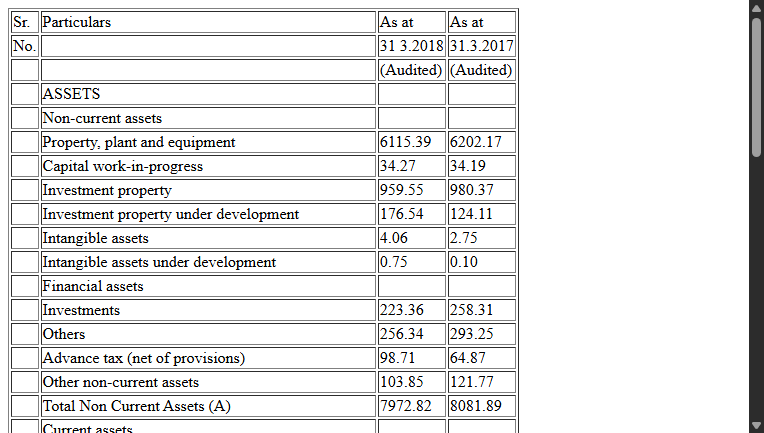 Sr. Particulars As at As at
No. 31 3.2018 31.3.2017
(Audited) (Audited)
ASSETS
Non-current assets
Property, plant and equipment 6115.39 6202.17
Capital work-in-progress 34.27 34.19
Investment property 959.55 980.37
Investment property under development 176.54 124.11
Intangible assets 4.06 2.75
Intangible assets under development 0.75 0.10
Financial assets
Investments 223.36 258.31
Others 256.34 293.25
Advance tax (net of provisions) 98.71 64.87
Other non-current assets 103.85 121.77
Total Non Current Assets (A) 7972.82 8081.89
Current assets